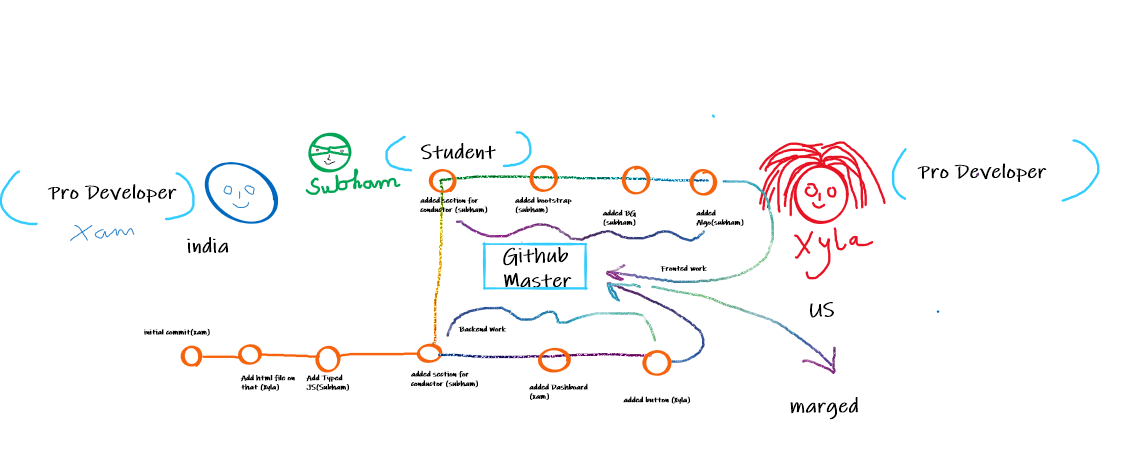 Student
Subham
Pro Developer
Pro Developer
Xam
india
added section for
conductor (subham)
added bootstrap
(subham)
added BG
(subham)
added
Algo(subham)
Xyla
Github
Master
Fronted work
US
initial commit(xam)
Backend work
Add html file on
that (Xyla)
Add Typed
JS(Subham)
added section for
conductor (subham)
added Dashboard
(xam)
added button (Xyla)
marged